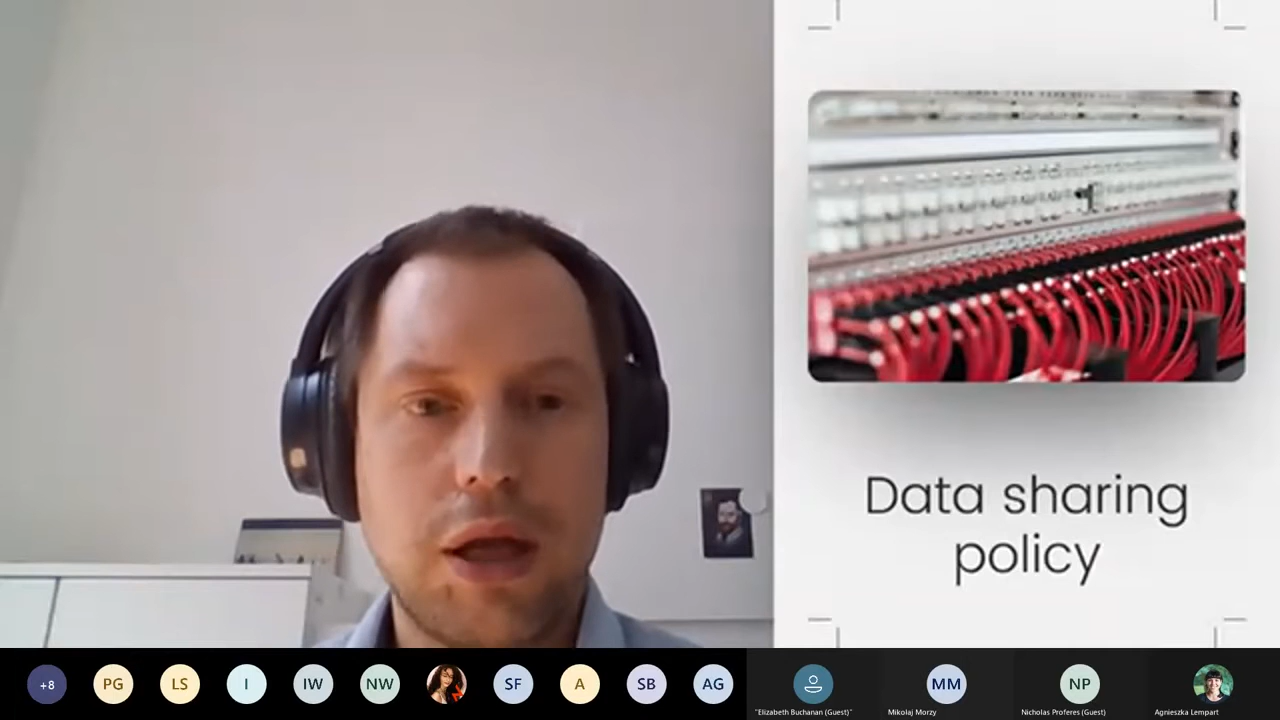 Data sharing
policy
+8
PG
LS
I
IW
NW
SF
A
SB
AG
MM
NP
"Elizabeth Buchanan (Guest)"
Mikołaj Morzy
Nicholas Proferes (Guest)
Agnieszka Lempart